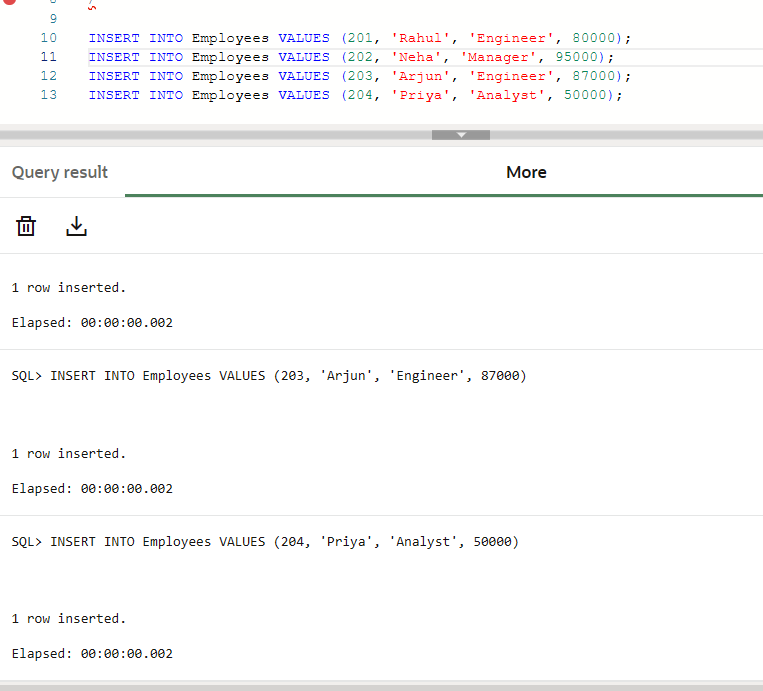 8 /
9
10 INSERT INTO Employees VALUES (201, 'Rahul', 'Engineer', 80000);
11 INSERT INTO Employees VALUES (202, 'Neha', 'Manager', 95000);
12 INSERT INTO Employees VALUES (203, 'Arjun', 'Engineer', 87000);
13 INSERT INTO Employees VALUES (204, 'Priya', 'Analyst', 50000);
Query result More
1 row inserted.
Elapsed: 00:00:00.002
SQL> INSERT INTO Employees VALUES (203, 'Arjun', 'Engineer', 87000)
1 row inserted.
Elapsed: 00:00:00.002
SQL> INSERT INTO Employees VALUES (204, 'Priya', 'Analyst', 50000)
1 row inserted.
Elapsed: 00:00:00.002